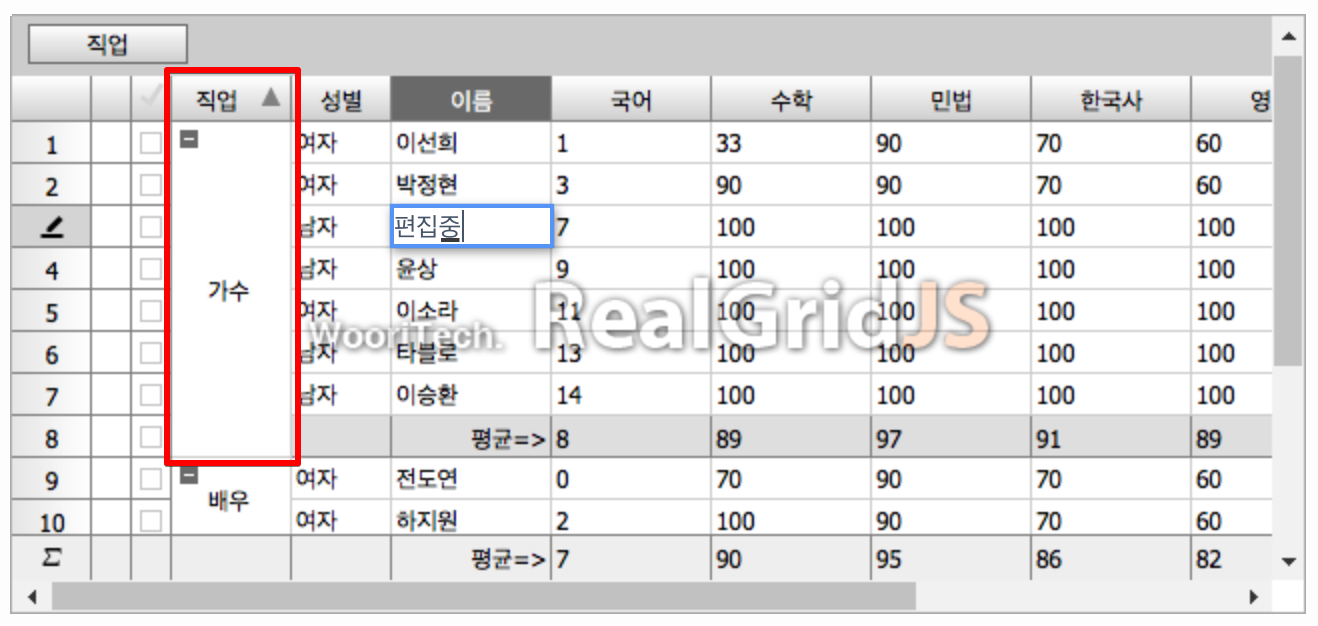 직업
직업 ▲ 성별 이름 국어 수학 민법 한국사 영
1 여자 이선희 1 33 90 70 60
2 여자 박정현 3 90 90 70 60
남자 편집중 7 100 100 100 100
4 남자 윤상 9 100 100 100 100
가수
5 여자 이소라 11 100 100 100 100
WooriTech. RealGridJS
6 남자 타블로 13 100 100 100 100
7 남자 이승환 14 100 100 100 100
8 평균=> 8 89 97 91 89
9 여자 전도연 0 70 90 70 60
배우
10 여자 하지원 2 100 90 70 60
Σ 평균=> 7 90 95 86 82